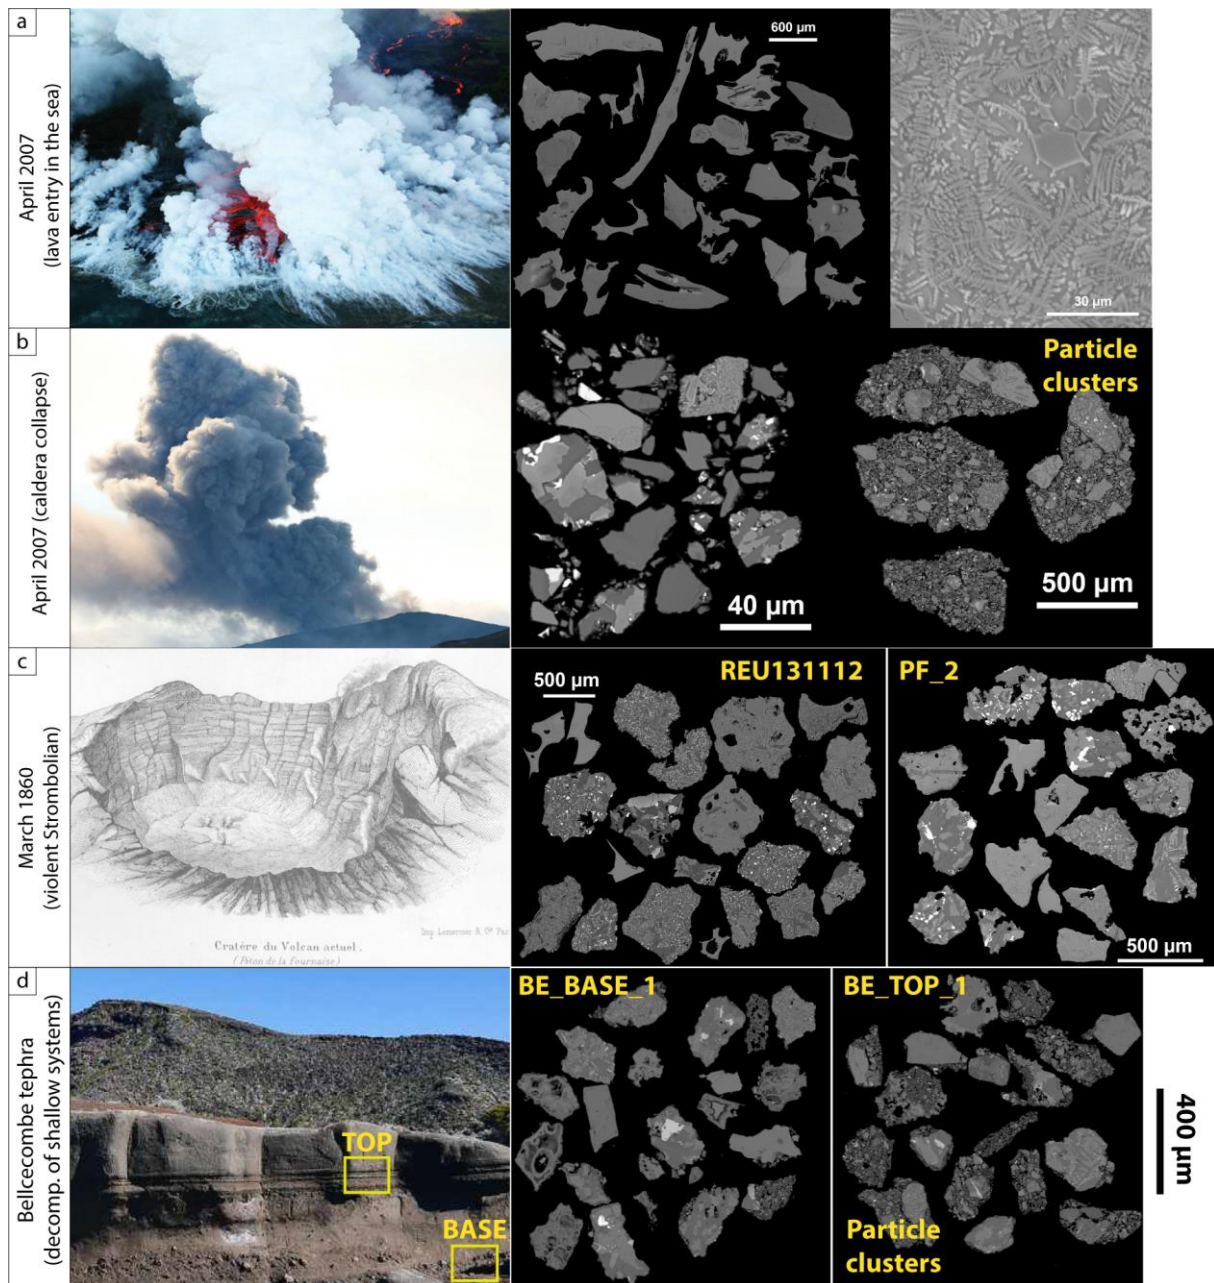 a
April 2007
(lava entry in the sea)
600 µm
30 µm
b
April 2007 (caldera collapse)
40 µm
Particle
clusters
500 µm
c
March 1860
(violent Strombolian)
Cratère du Volcan actuel.
(Piton de la fournaise)
500 µm
REU131112
PF_2
500 µm
d
Bellcecombe tephra
(decomp. of shallow systems)
TOP
BASE
BE_BASE_1
BE_TOP_1
Particle
clusters
400 µm